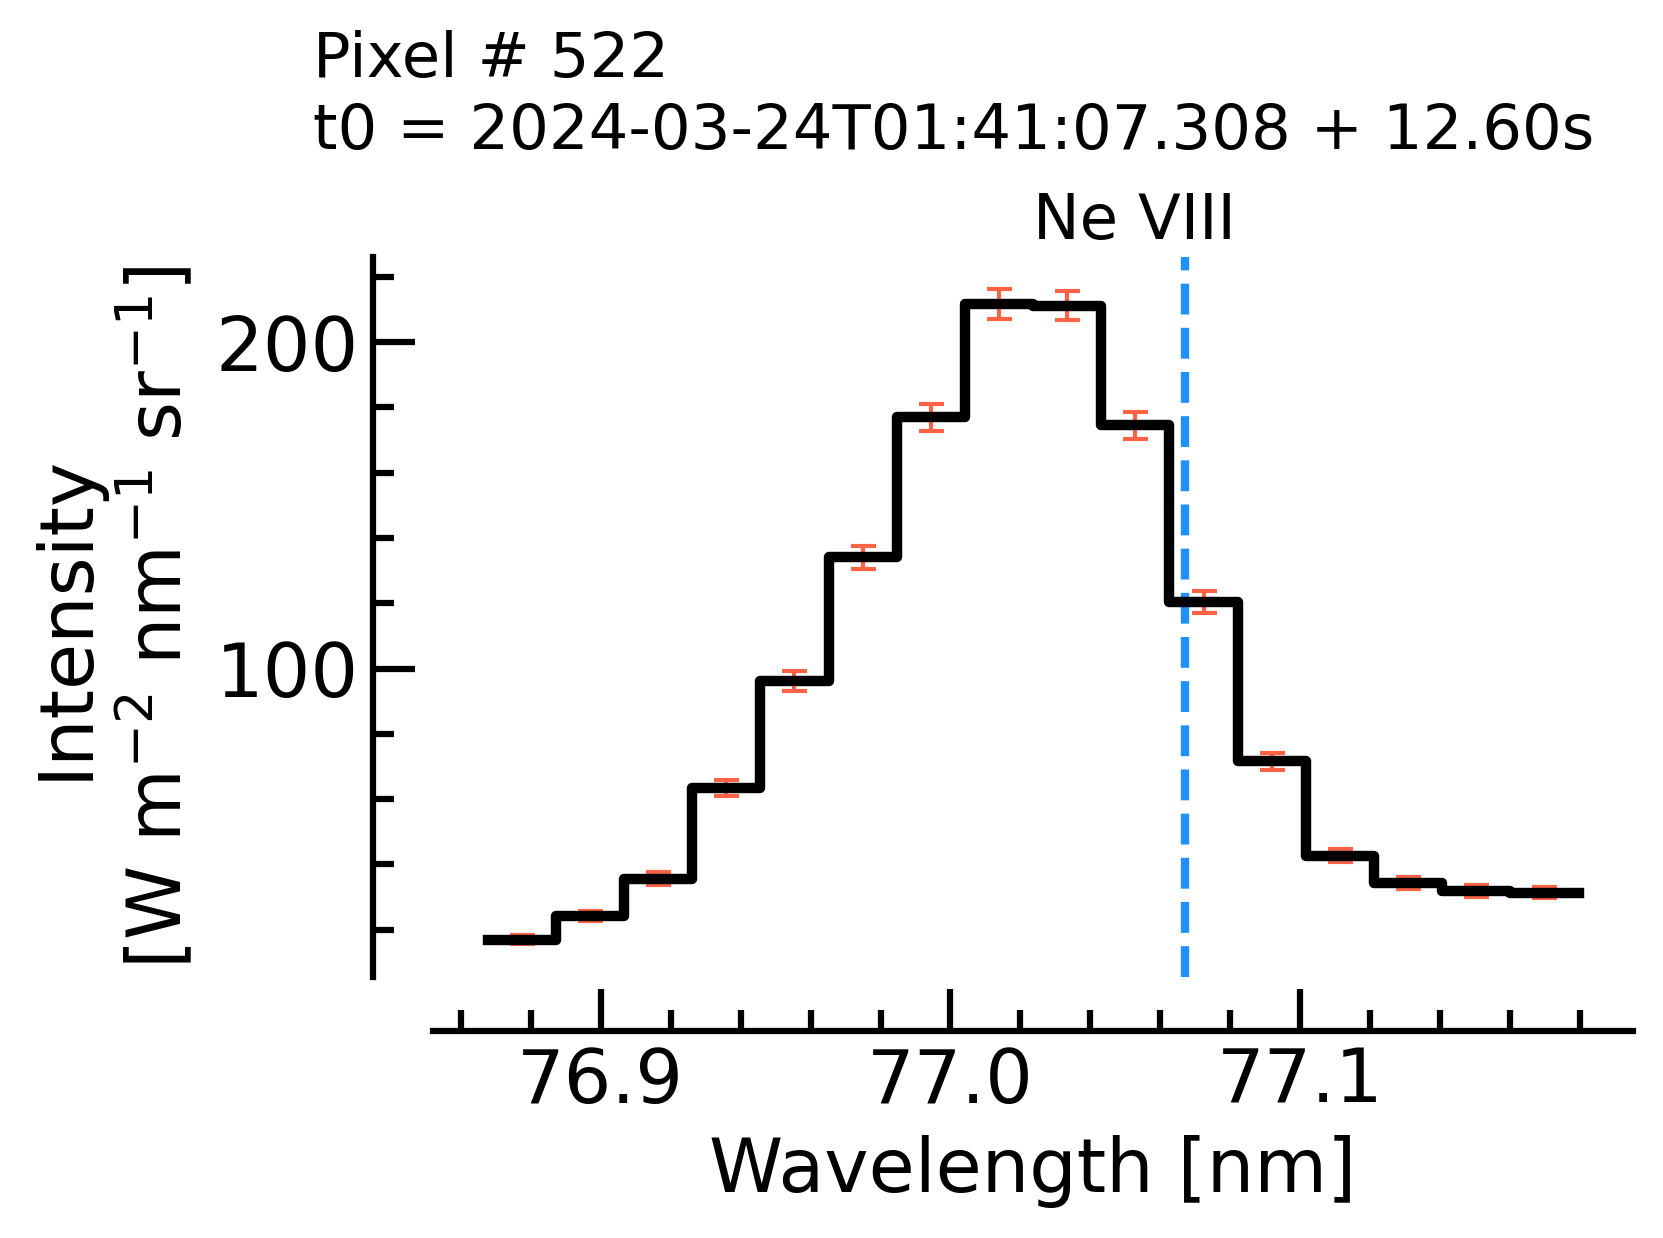 Pixel # 522
t0 = 2024-03-24T01:41:07.308 + 12.60s
Ne VIII
Intensity
[W m⁻² nm⁻¹ sr⁻¹]
200
100
76.9 77.0 77.1
Wavelength [nm]